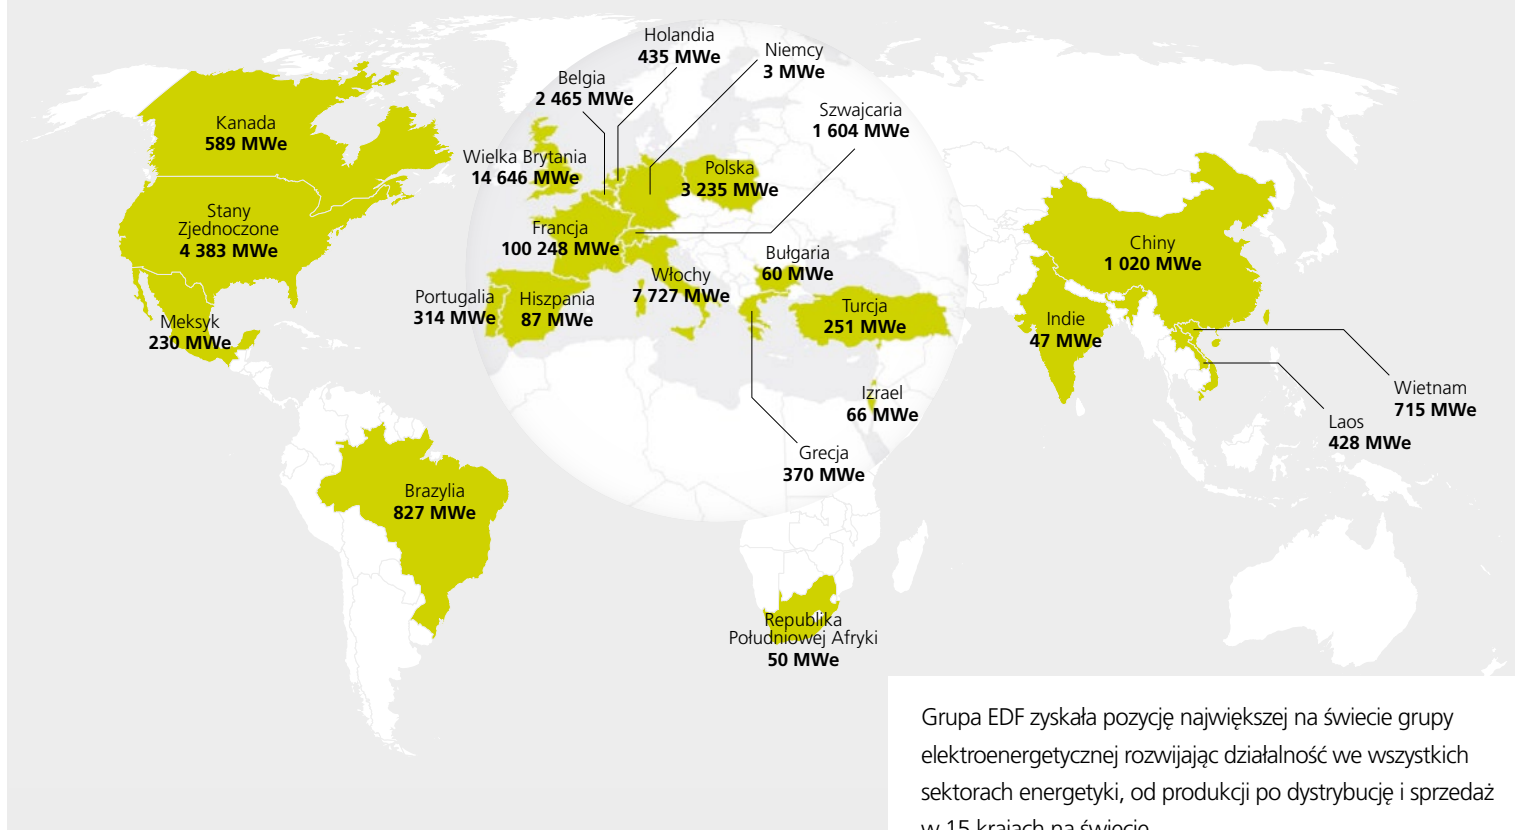 Holandia
435 MWe
Niemcy
3 MWe
Belgia
2 465 MWe
Szwajcaria
1 604 MWe
Kanada
589 MWe
Wielka Brytania
14 646 MWe
Polska
3 235 MWe
Stany
Zjednoczone
4 383 MWe
Francja
100 248 MWe
Chiny
1 020 MWe
Bułgaria
60 MWe
Włochy
7 727 MWe
Portugalia
314 MWe
Hiszpania
87 MWe
Turcja
251 MWe
Indie
47 MWe
Meksyk
230 MWe
Izrael
66 MWe
Wietnam
715 MWe
Laos
428 MWe
Grecja
370 MWe
Brazylia
827 MWe
Republika
Południowej Afryki
50 MWe
Grupa EDF zyskała pozycję największej na świecie grupy
elektroenergetycznej rozwijając działalność we wszystkich
sektorach energetyki, od produkcji po dystrybucję i sprzedaż
w 15 krajach na świecie